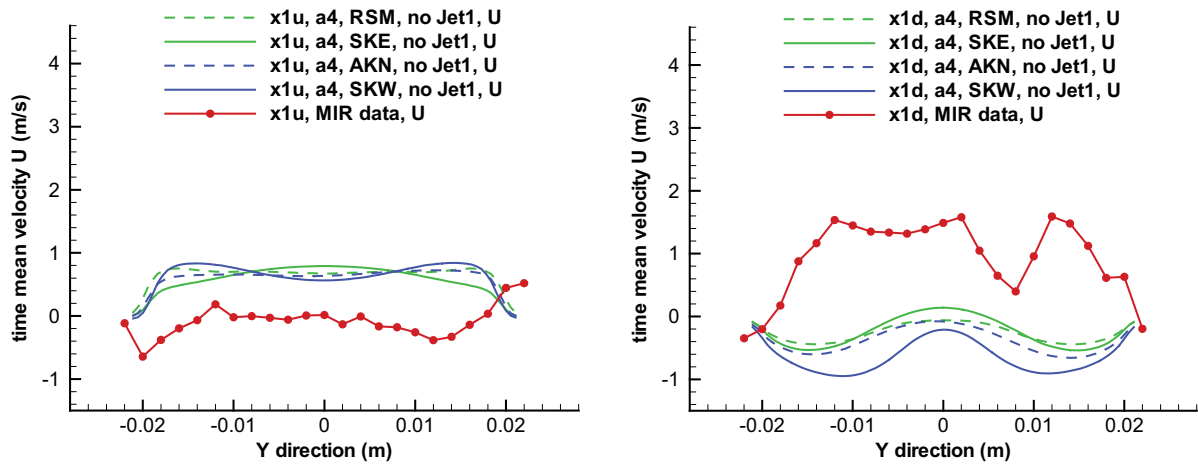 x1u, a4, RSM, no Jet1, U
x1u, a4, SKE, no Jet1, U
x1u, a4, AKN, no Jet1, U
x1u, a4, SKW, no Jet1, U
x1u, MIR data, U
time mean velocity U (m/s)
4
3
2
1
0
-1
-0.02
-0.01
0
0.01
0.02
Y direction (m)
x1d, a4, RSM, no Jet1, U
x1d, a4, SKE, no Jet1, U
x1d, a4, AKN, no Jet1, U
x1d, a4, SKW, no Jet1, U
x1d, MIR data, U
time mean velocity U (m/s)
4
3
2
1
0
-1
-0.02
-0.01
0
0.01
0.02
Y direction (m)